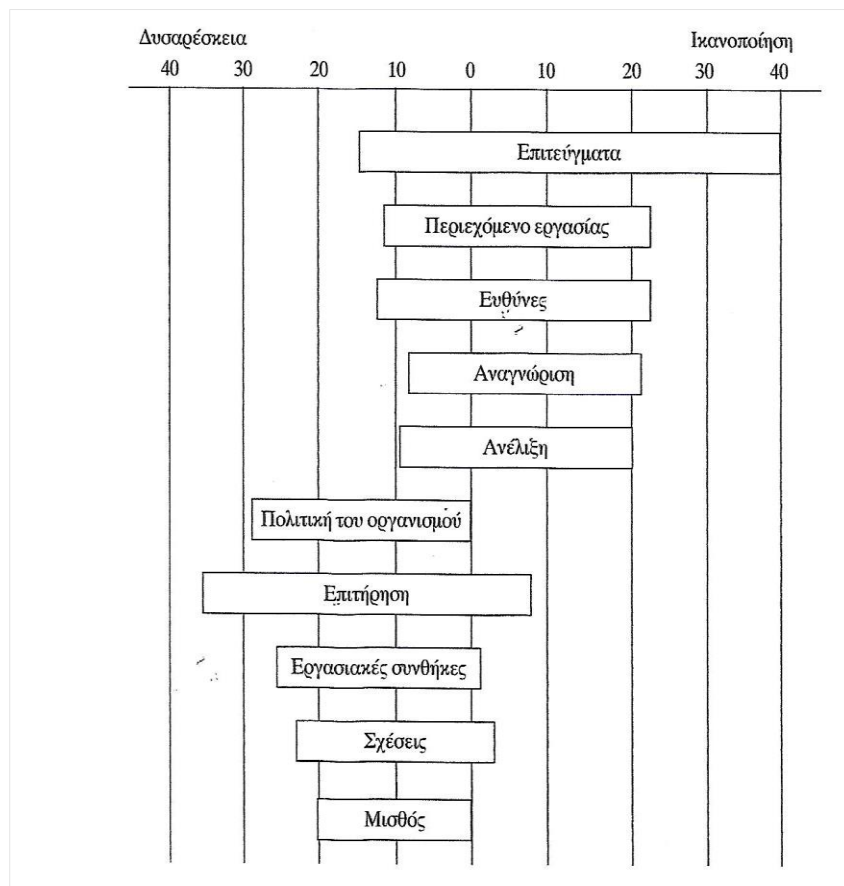 Δυσαρέσκεια Ικανοποίηση
40 30 20 10 0 10 20 30 40
Επιτεύγματα
Περιεχόμενο εργασίας
Ευθύνες
Αναγνώριση
Ανέλιξη
Πολιτική του οργανισμού
Επιτήρηση
Εργασιακές συνθήκες
Σχέσεις
Μισθός